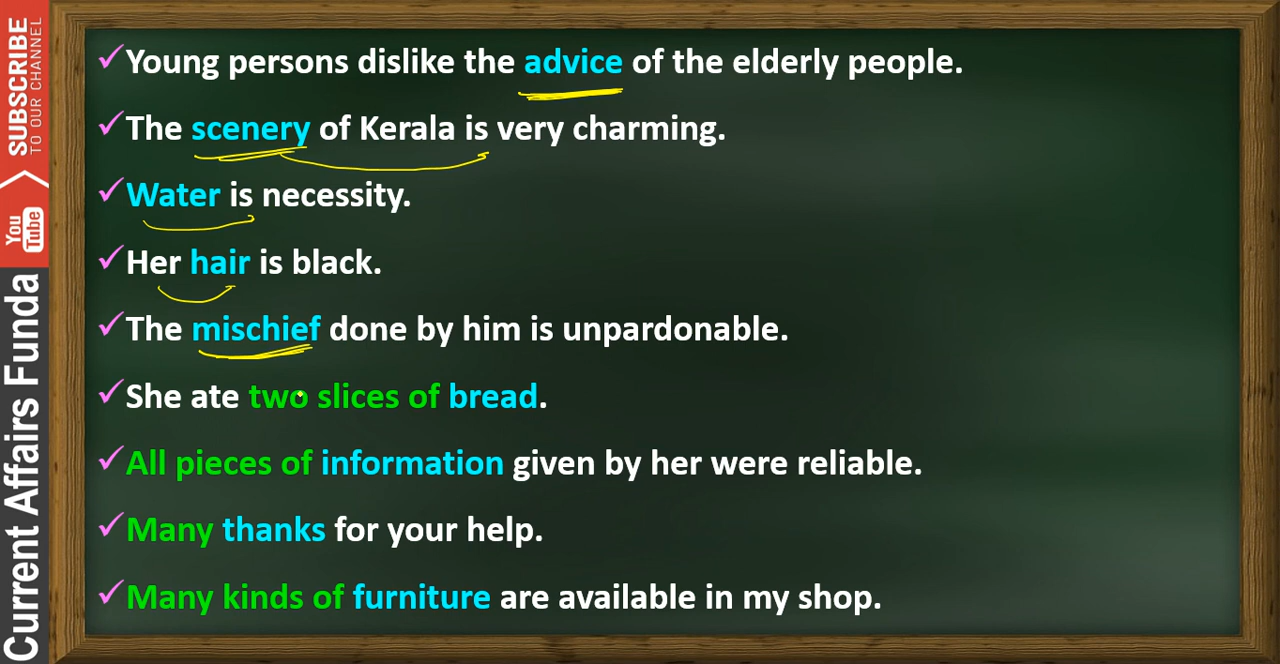 ✓Young persons dislike the advice of the elderly people.
✓The scenery of Kerala is very charming.
✓Water is necessity.
✓Her hair is black.
✓The mischief done by him is unpardonable.
✓She ate two slices of bread.
✓All pieces of information given by her were reliable.
✓Many thanks for your help.
✓Many kinds of furniture are available in my shop.
SUBSCRIBE
TO OUR CHANNEL
You
Tube
Current Affairs Funda